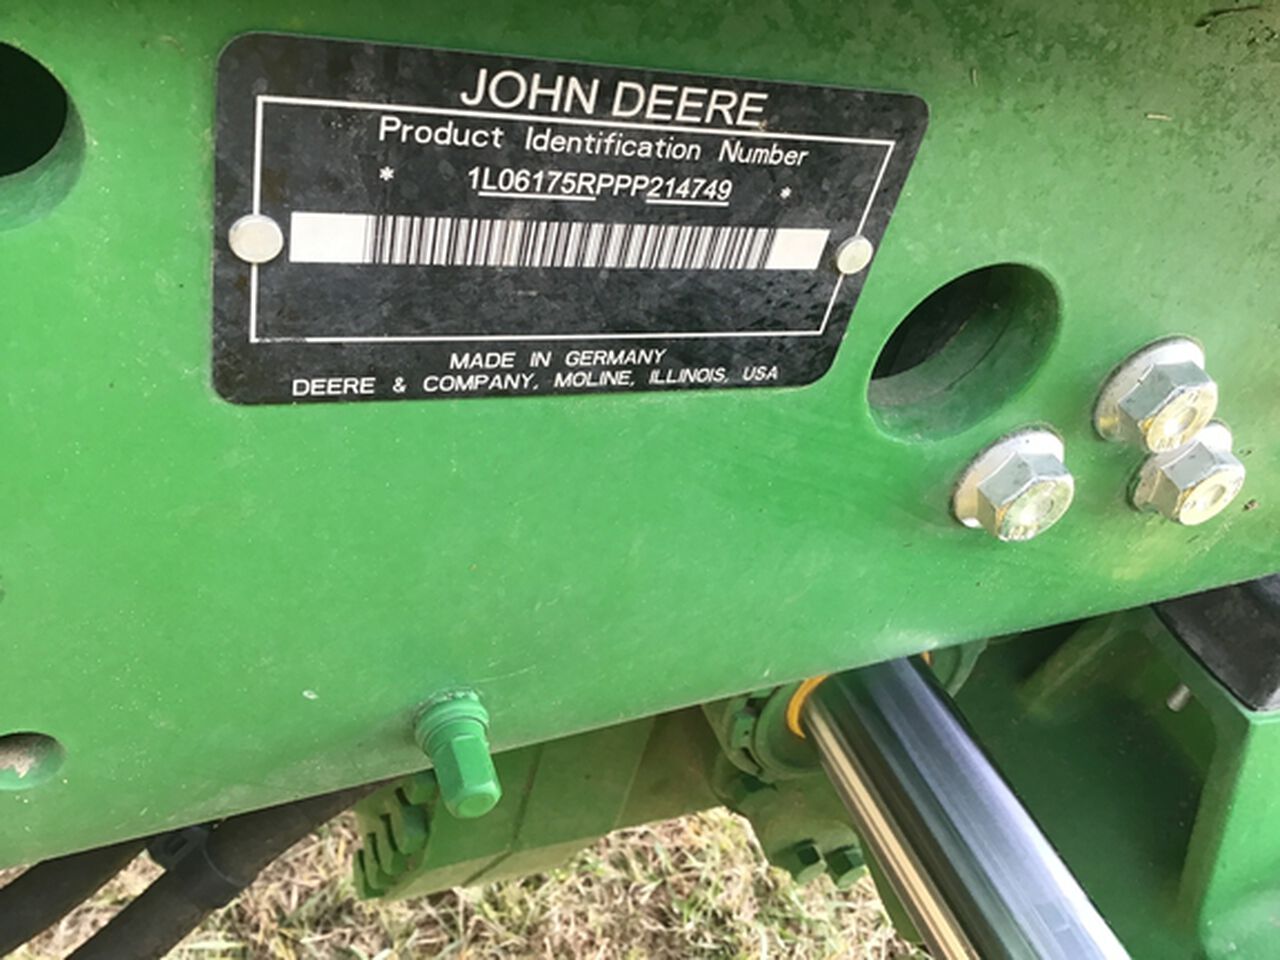 JOHN DEERE
Product Identification Number
* 1L06175RPPP214749 *
MADE IN GERMANY
DEERE & COMPANY, MOLINE, ILLINOIS, USA